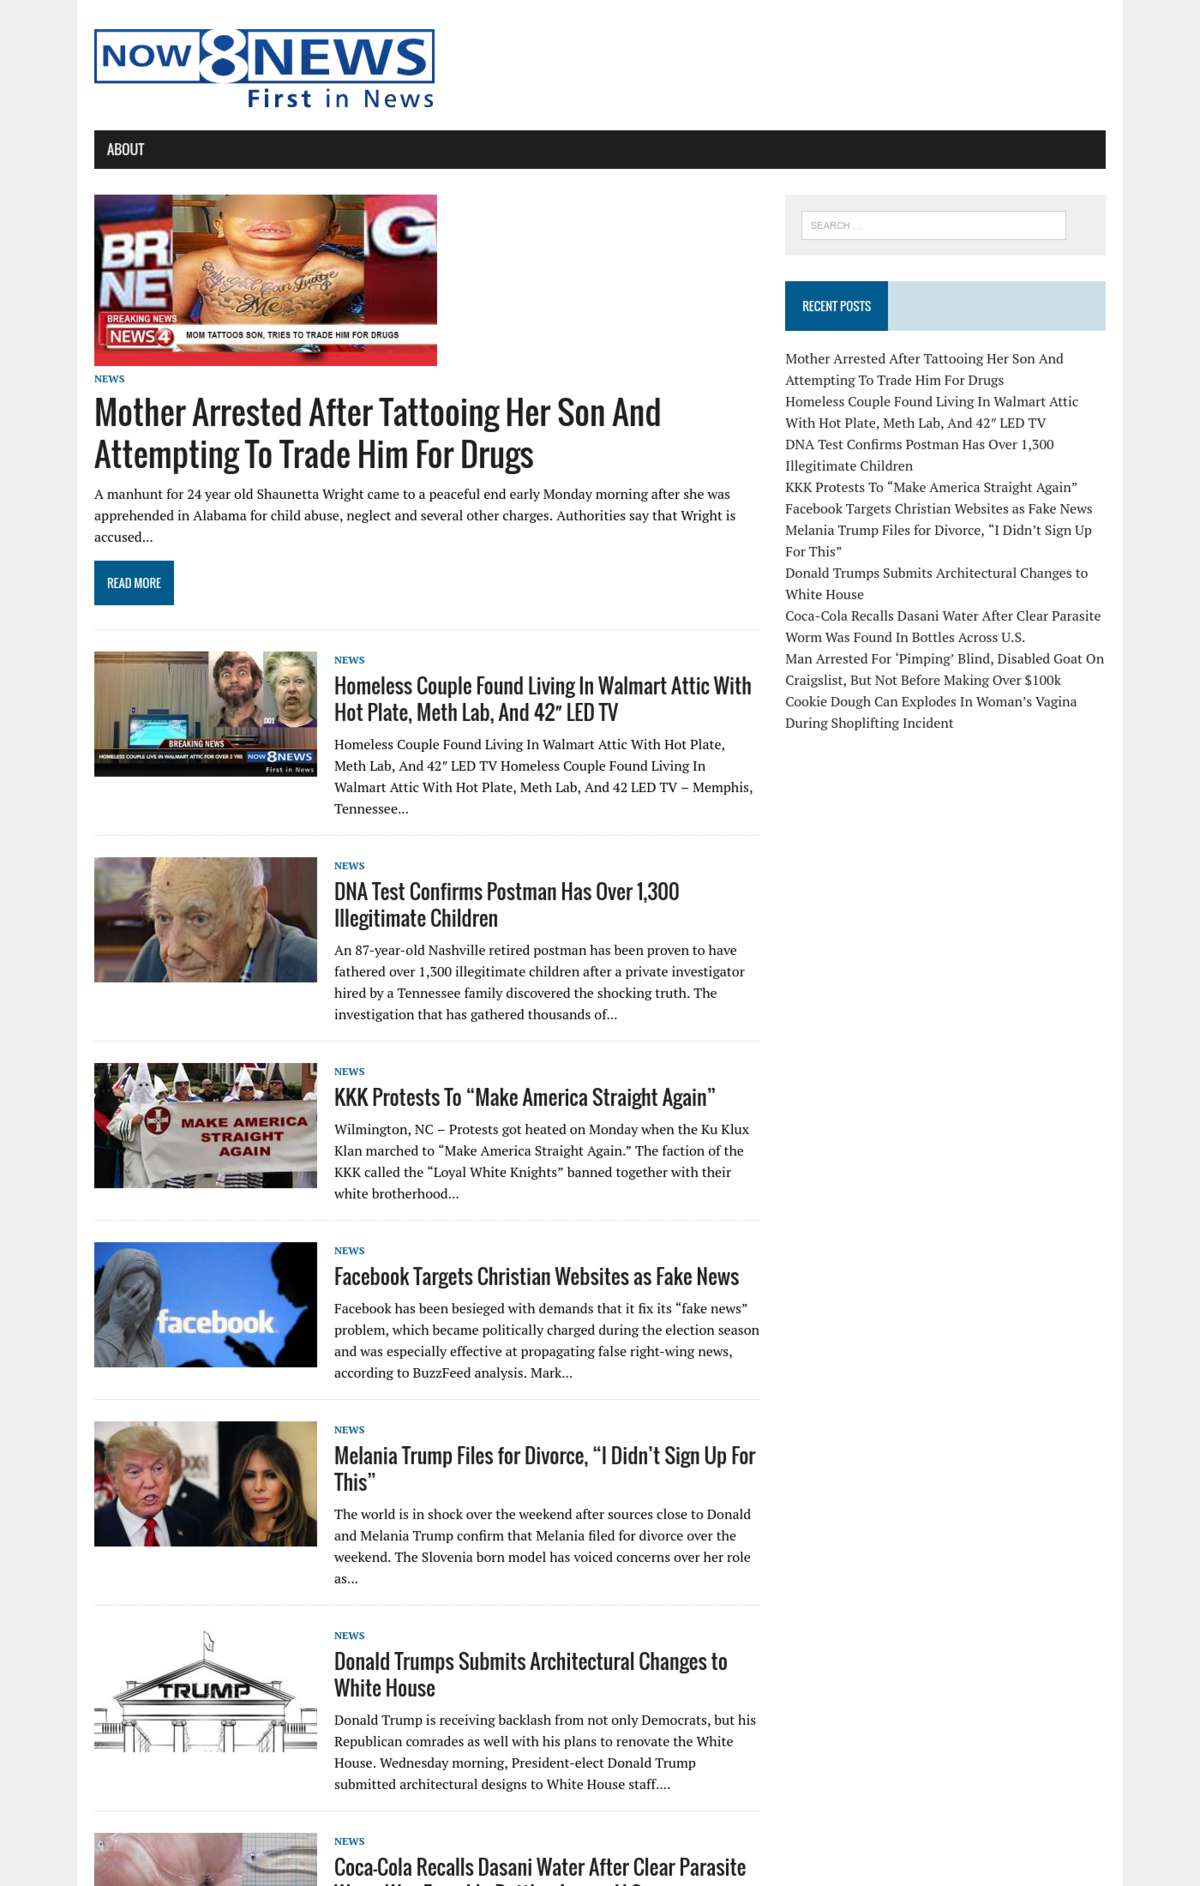 NOW 8 NEWS
First in News
ABOUT
BR
NE
G
Only God Can Judge
Me
BREAKING NEWS
NEWS 4 MOM TATTOOS SON, TRIES TO TRADE HIM FOR DRUGS
NEWS
Mother Arrested After Tattooing Her Son And
Attempting To Trade Him For Drugs
A manhunt for 24 year old Shaunetta Wright came to a peaceful end early Monday morning after she was
apprehended in Alabama for child abuse, neglect and several other charges. Authorities say that Wright is
accused...
READ MORE
001
BREAKING NEWS
HOMELESS COUPLE LIVE IN WALMART ATTIC FOR OVER 2 YRS NOW 8 NEWS
First in News
NEWS
Homeless Couple Found Living In Walmart Attic With
Hot Plate, Meth Lab, And 42″ LED TV
Homeless Couple Found Living In Walmart Attic With Hot Plate,
Meth Lab, And 42″ LED TV Homeless Couple Found Living In
Walmart Attic With Hot Plate, Meth Lab, And 42 LED TV – Memphis,
Tennessee...
NEWS
DNA Test Confirms Postman Has Over 1,300
Illegitimate Children
An 87-year-old Nashville retired postman has been proven to have
fathered over 1,300 illegitimate children after a private investigator
hired by a Tennessee family discovered the shocking truth. The
investigation that has gathered thousands of...
MAKE AMERICA
STRAIGHT
AGAIN
NEWS
KKK Protests To “Make America Straight Again”
Wilmington, NC – Protests got heated on Monday when the Ku Klux
Klan marched to “Make America Straight Again.” The faction of the
KKK called the “Loyal White Knights” banned together with their
white brotherhood...
facebook
NEWS
Facebook Targets Christian Websites as Fake News
Facebook has been besieged with demands that it fix its “fake news”
problem, which became politically charged during the election season
and was especially effective at propagating false right-wing news,
according to BuzzFeed analysis. Mark...
NEWS
Melania Trump Files for Divorce, “I Didn’t Sign Up For
This”
The world is in shock over the weekend after sources close to Donald
and Melania Trump confirm that Melania filed for divorce over the
weekend. The Slovenia born model has voiced concerns over her role
as...
TRUMP
NEWS
Donald Trumps Submits Architectural Changes to
White House
Donald Trump is receiving backlash from not only Democrats, but his
Republican comrades as well with his plans to renovate the White
House. Wednesday morning, President-elect Donald Trump
submitted architectural designs to White House staff....
NEWS
Coca-Cola Recalls Dasani Water After Clear Parasite
SEARCH ...
RECENT POSTS
Mother Arrested After Tattooing Her Son And
Attempting To Trade Him For Drugs
Homeless Couple Found Living In Walmart Attic
With Hot Plate, Meth Lab, And 42″ LED TV
DNA Test Confirms Postman Has Over 1,300
Illegitimate Children
KKK Protests To “Make America Straight Again”
Facebook Targets Christian Websites as Fake News
Melania Trump Files for Divorce, “I Didn’t Sign Up
For This”
Donald Trumps Submits Architectural Changes to
White House
Coca-Cola Recalls Dasani Water After Clear Parasite
Worm Was Found In Bottles Across U.S.
Man Arrested For ‘Pimping’ Blind, Disabled Goat On
Craigslist, But Not Before Making Over $100k
Cookie Dough Can Explodes In Woman’s Vagina
During Shoplifting Incident